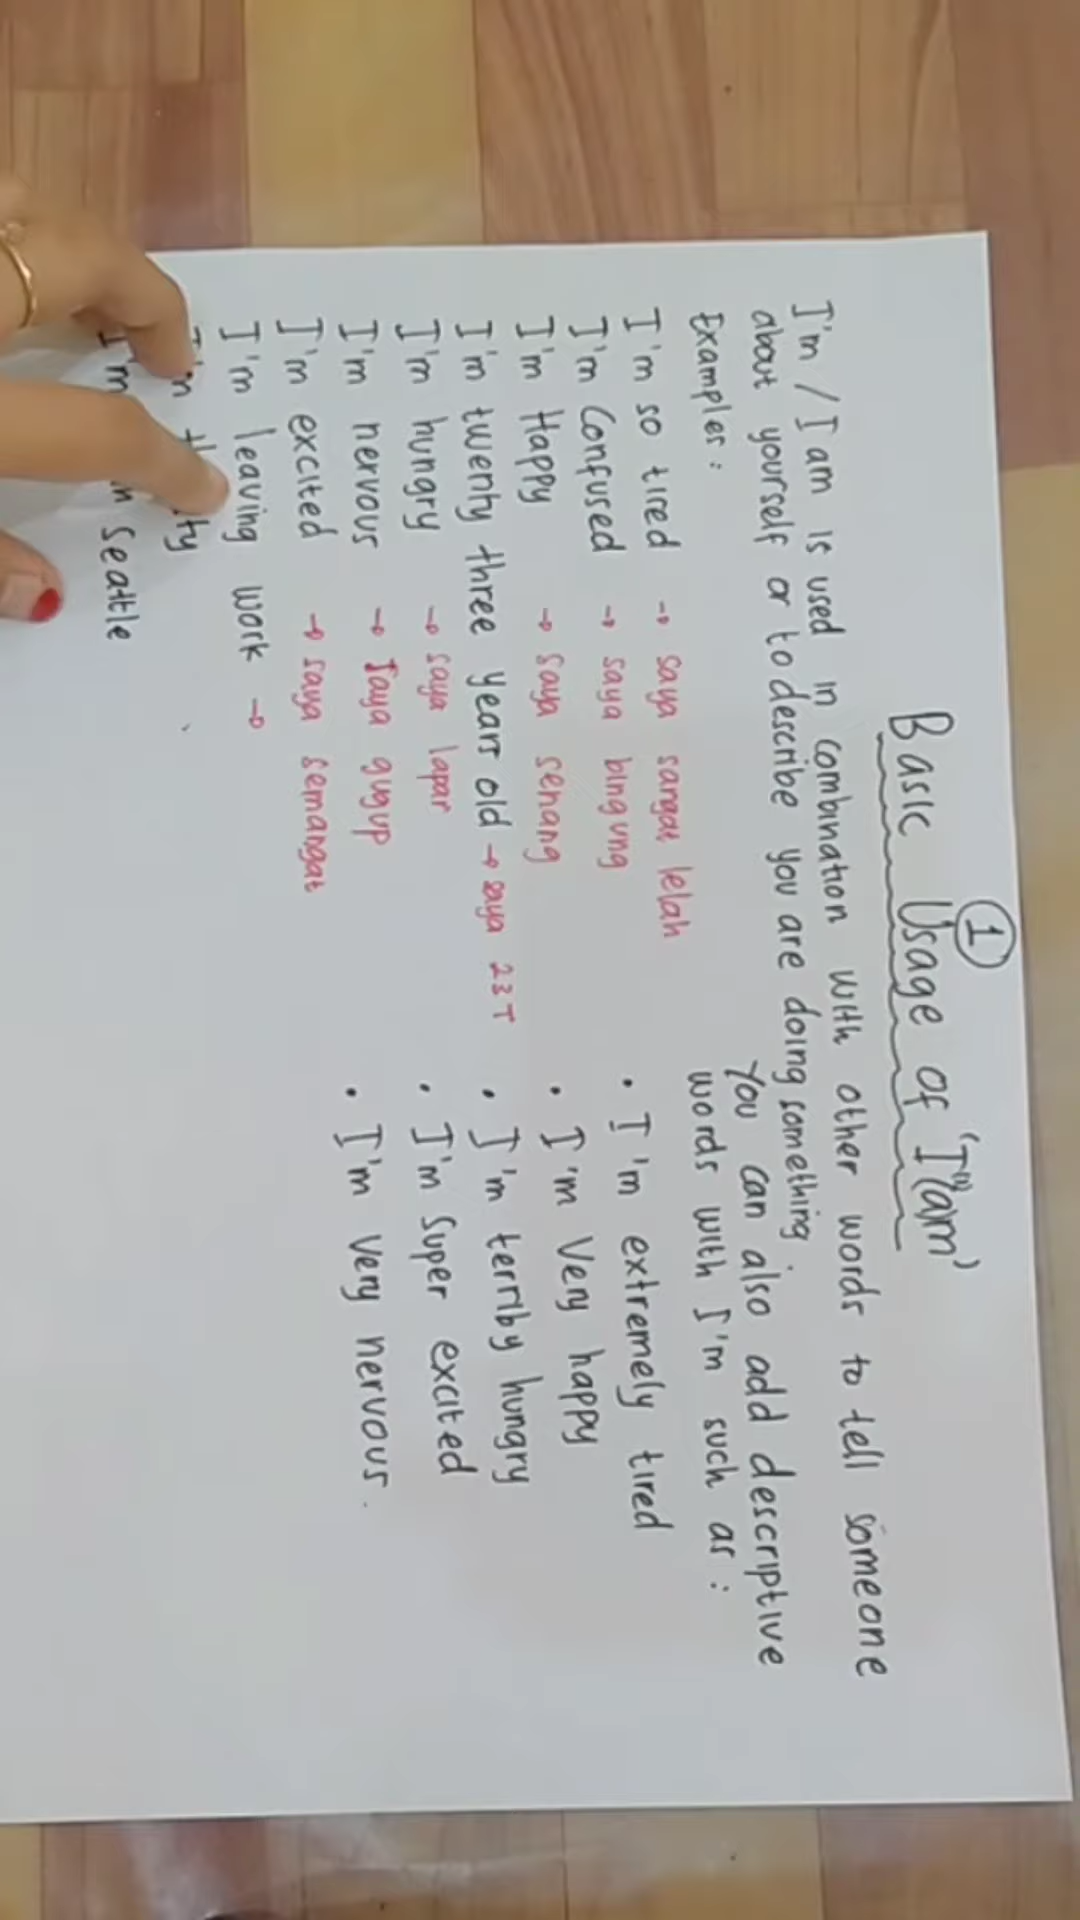 1
Basic Usage of 'I'(a)m'
I'm / I am is used in combination with other words to tell someone
about yourself or to describe you are doing something
Examples:
I'm so tired → saya sangat lelah
I'm Confused → saya bingung
I'm Happy → saya senang
I'm twenty three years old → saya 23 T
I'm hungry → saya lapar
I'm nervous → saya gugup
I'm excited → saya semangat
I'm leaving work →
I'm
I'm Seattle
You can also add descriptive
words with I'm such as:
• I'm extremely tired
• I'm Very happy
• I'm terriby hungry
• I'm Super excited
• I'm Very nervous.